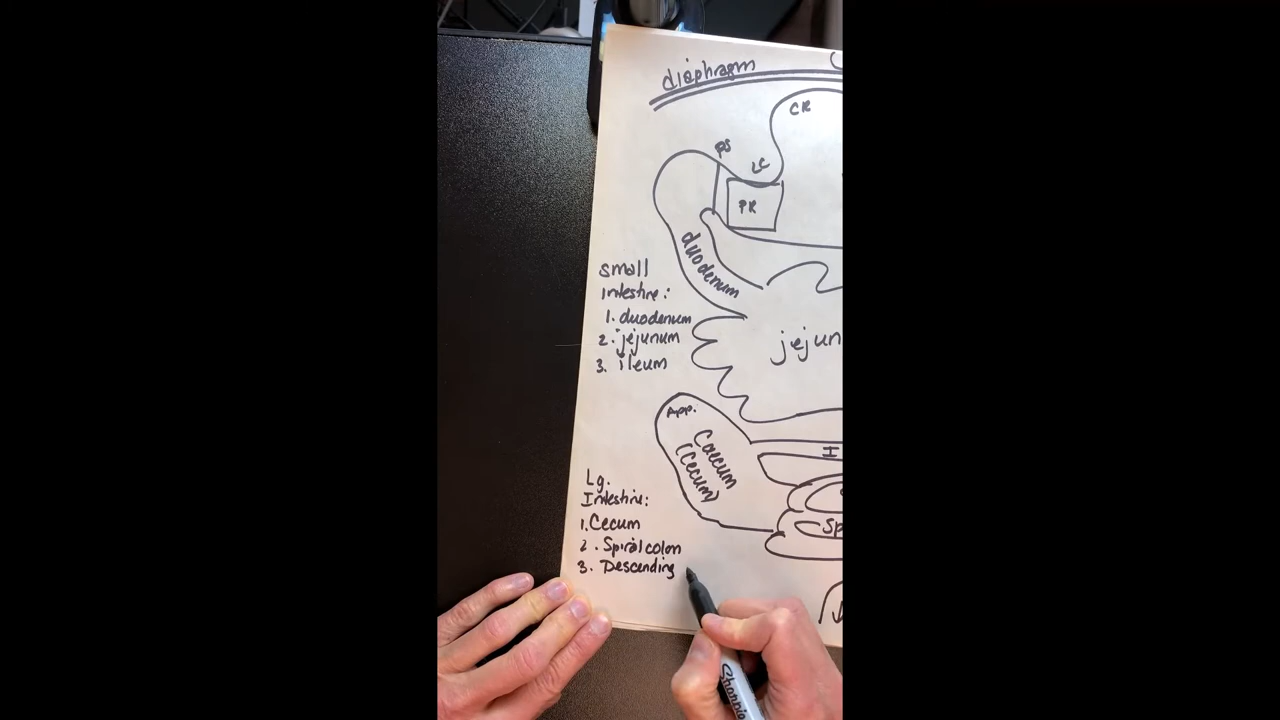 diaphragm
CR
PS
LC
PR
duodenum
Small
Intestine:
1. duodenum
2. jejunum
3. ileum
jejun
App.
Caecum
(Cecum)
I
Sp
Lg.
Intestine:
1. Cecum
2. Spiral colon
3. Descending
Sharpie